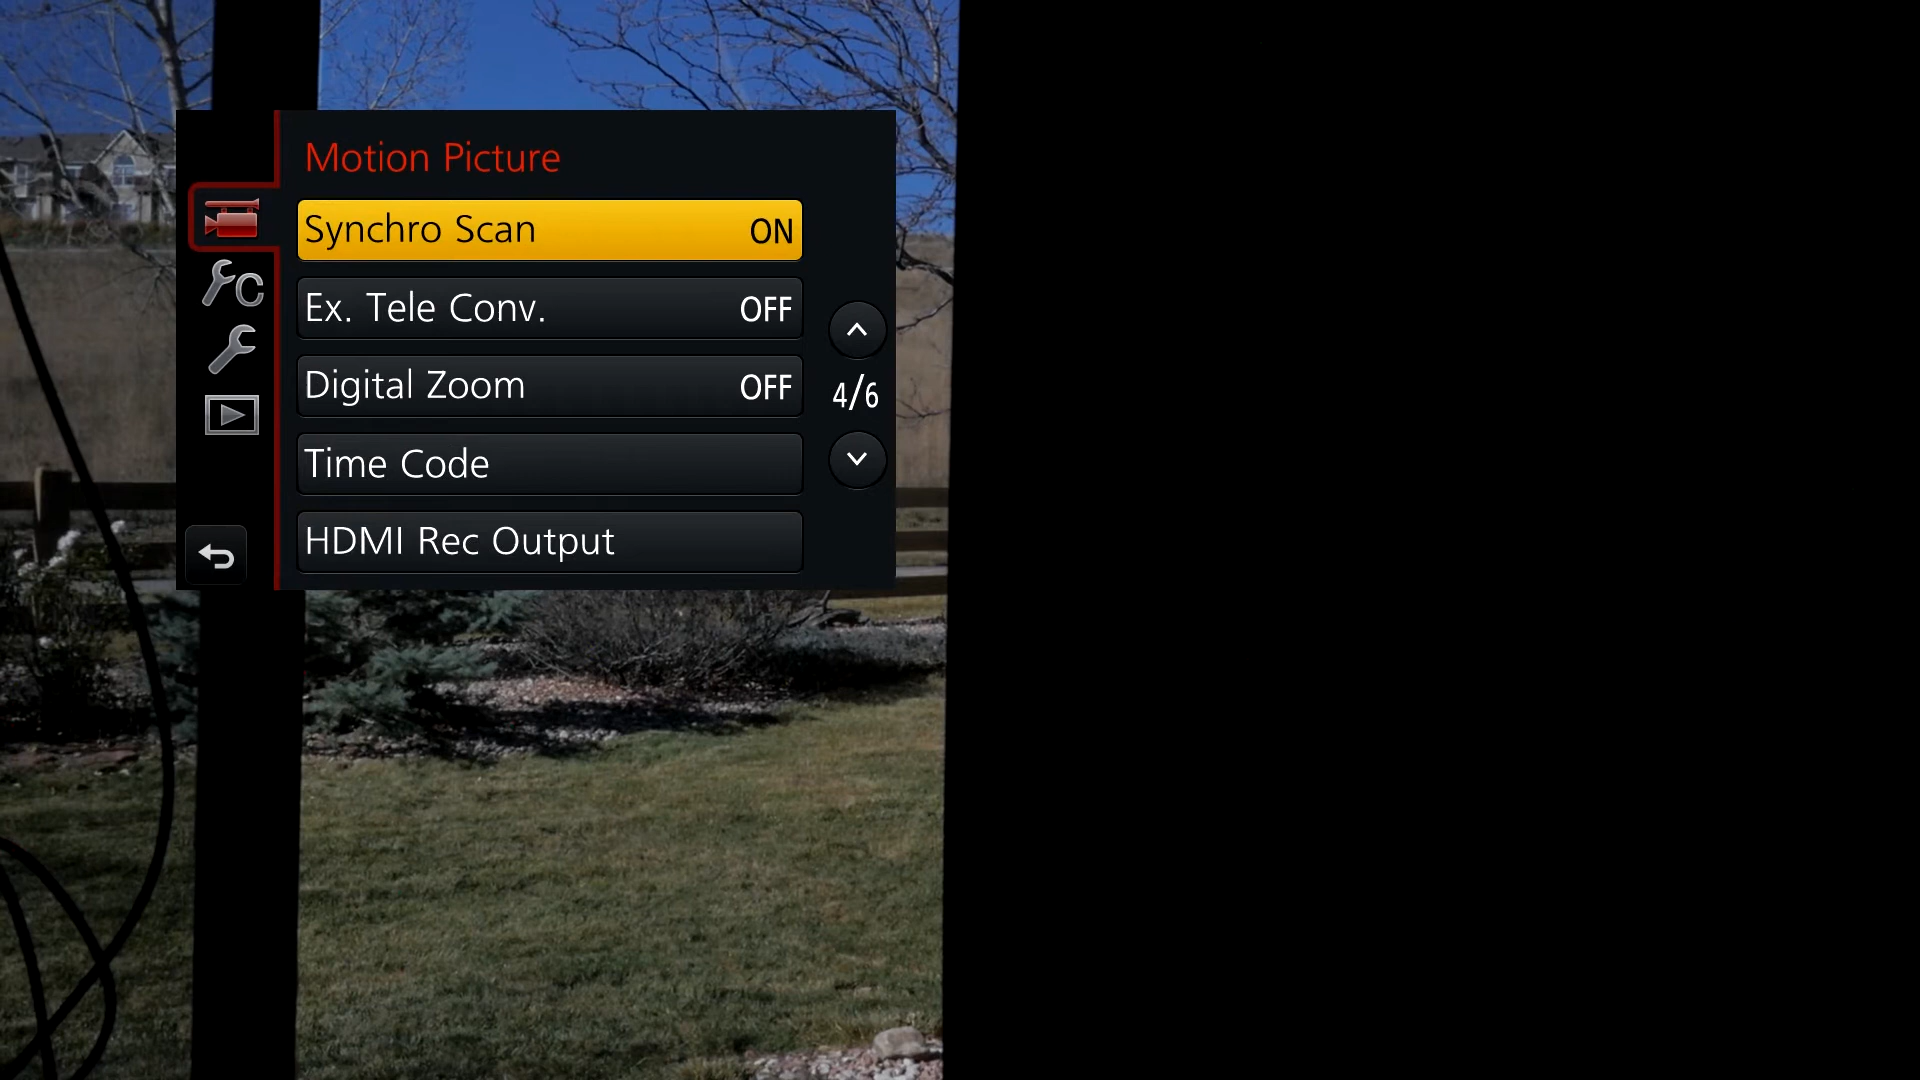 Motion Picture
Synchro Scan ON
Ex. Tele Conv. OFF
Digital Zoom OFF
4/6
Time Code
HDMI Rec Output
C